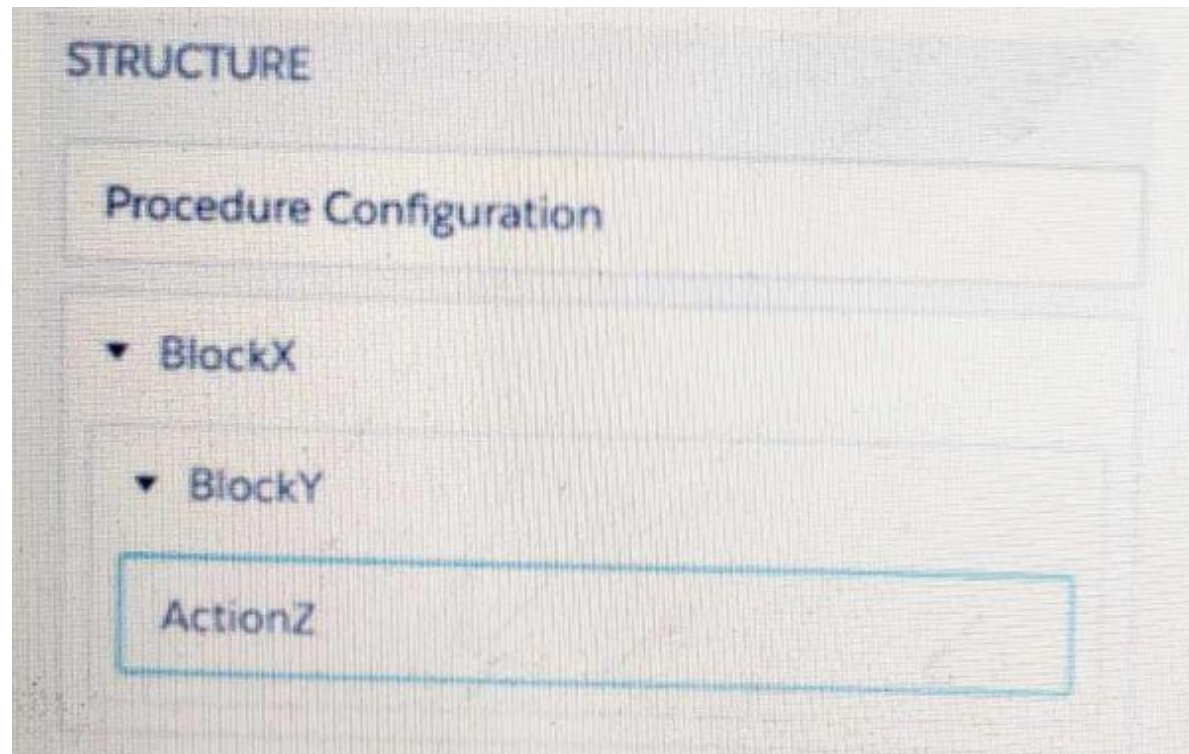 STRUCTURE
Procedure Configuration
BlockX
BlockY
ActionZ